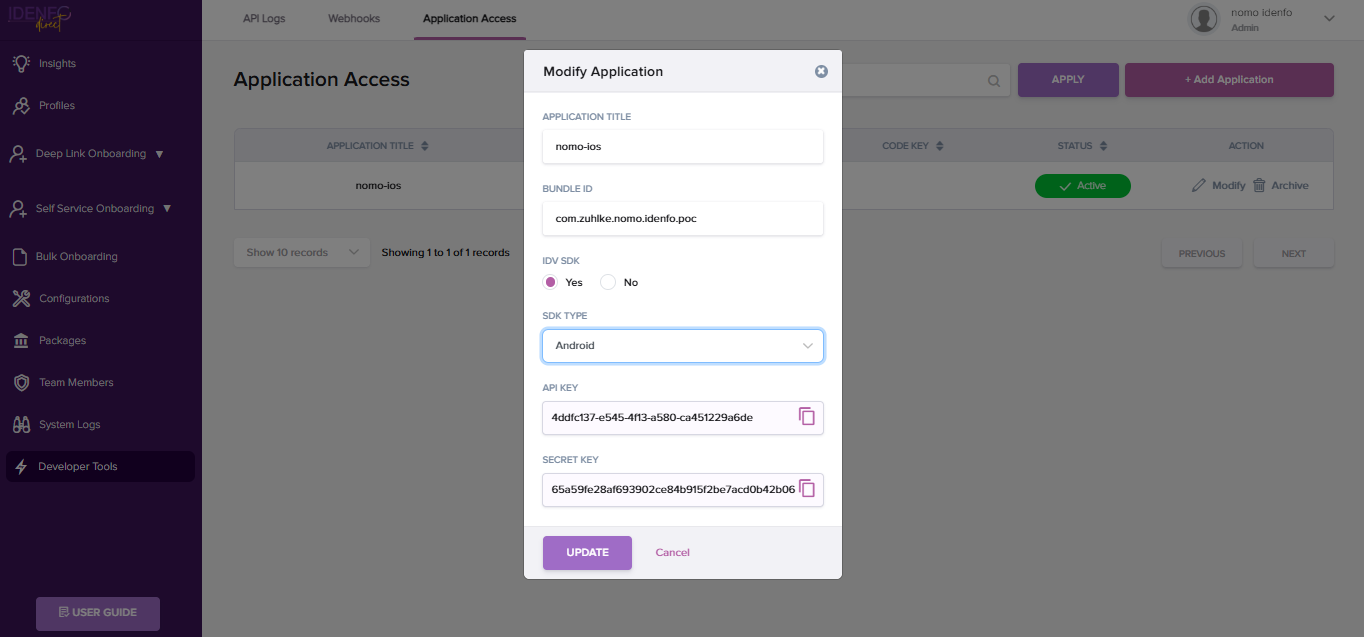 IDENFO
direct
API Logs
Webhooks
Application Access
nomo idenfo
Admin
Insights
Profiles
Deep Link Onboarding
Self Service Onboarding
Bulk Onboarding
Configurations
Packages
Team Members
System Logs
Developer Tools
USER GUIDE
Application Access
APPLY
+ Add Application
APPLICATION TITLE
CODE KEY
STATUS
ACTION
nomo-ios
Active
Modify
Archive
Show 10 records
Showing 1 to 1 of 1 records
PREVIOUS
NEXT
Modify Application
APPLICATION TITLE
nomo-ios
BUNDLE ID
com.zuhlke.nomo.idenfo.poc
IDV SDK
Yes
No
SDK TYPE
Android
API KEY
4ddfc137-e545-4f13-a580-ca451229a6de
SECRET KEY
65a59fe28af693902ce84b915f2be7acd0b42b06
UPDATE
Cancel